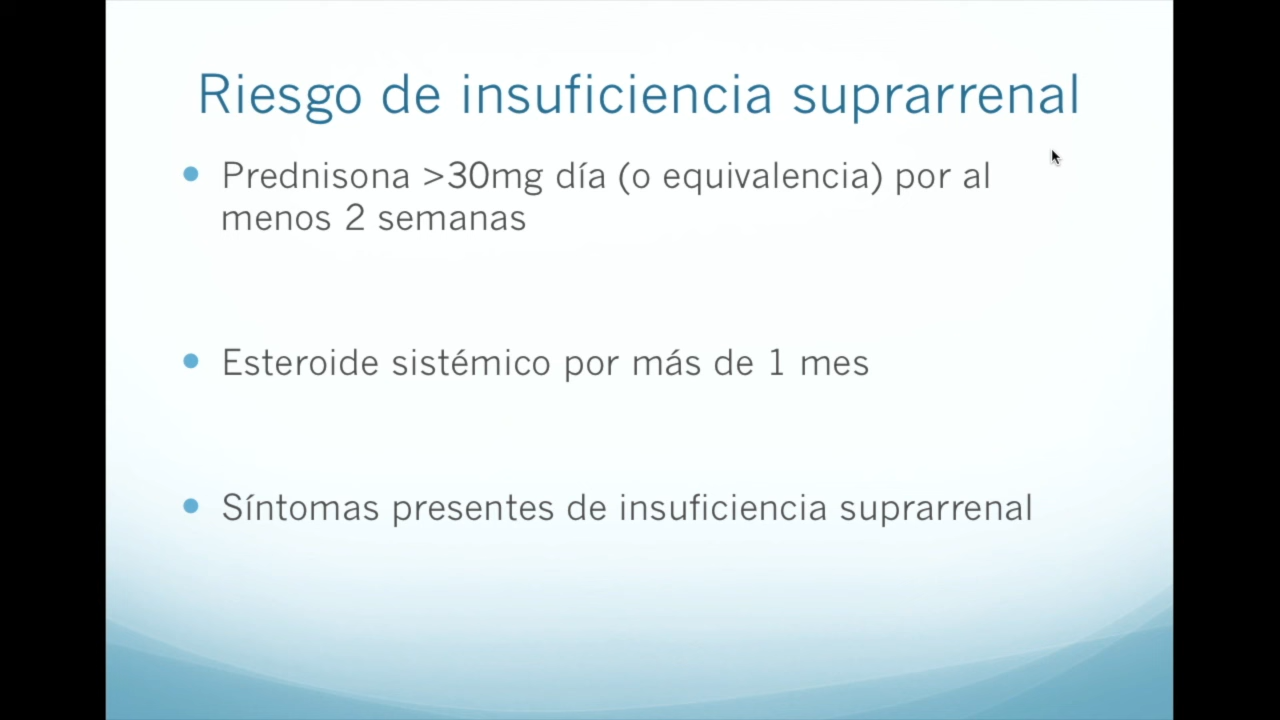 Riesgo de insuficiencia suprarrenal
Prednisona >30mg día (o equivalencia) por al
menos 2 semanas
Esteroide sistémico por más de 1 mes
Síntomas presentes de insuficiencia suprarrenal